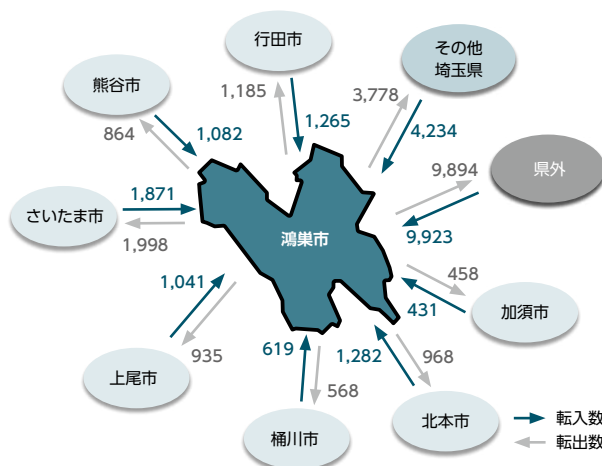 行田市
1,185
1,265
その他
埼玉県
3,778
4,234
熊谷市
864
1,082
県外
9,894
9,923
さいたま市
1,871
1,998
鴻巣市
加須市
458
431
上尾市
1,041
935
桶川市
619
568
北本市
1,282
968
転入数
転出数